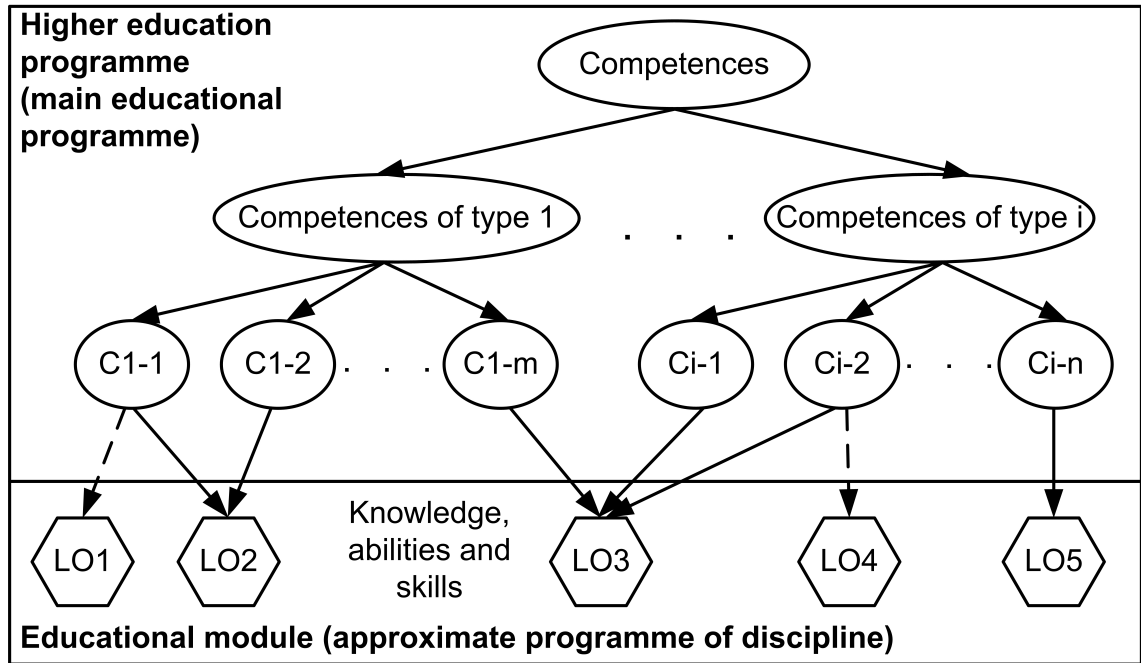 Higher education
programme
(main educational
programme)
Competences
Competences of type 1
. . .
Competences of type i
C1-1
C1-2
. . .
C1-m
Ci-1
Ci-2
. . .
Ci-n
LO1
LO2
Knowledge,
abilities and
skills
LO3
LO4
LO5
Educational module (approximate programme of discipline)